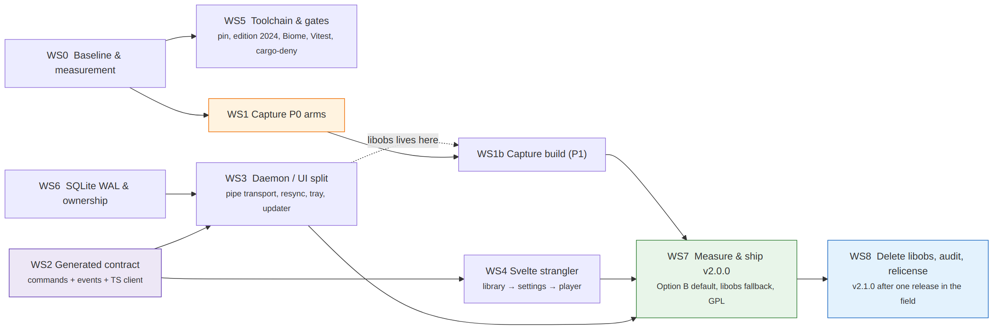 WS5  Toolchain & gates
pin, edition 2024, Biome, Vitest,
cargo-deny
WS0  Baseline &
measurement
WS1 Capture P0 arms
libobs lives here
WS1b Capture build (P1)
WS6  SQLite WAL &
ownership
WS3  Daemon / UI split
pipe transport, resync, tray,
updater
WS2 Generated contract
commands + events + TS client
WS4 Svelte strangler
library → settings → player
WS7  Measure & ship
v2.0.0
Option B default, libobs fallback,
GPL
WS8  Delete libobs, audit,
relicense
v2.1.0 after one release in the
field